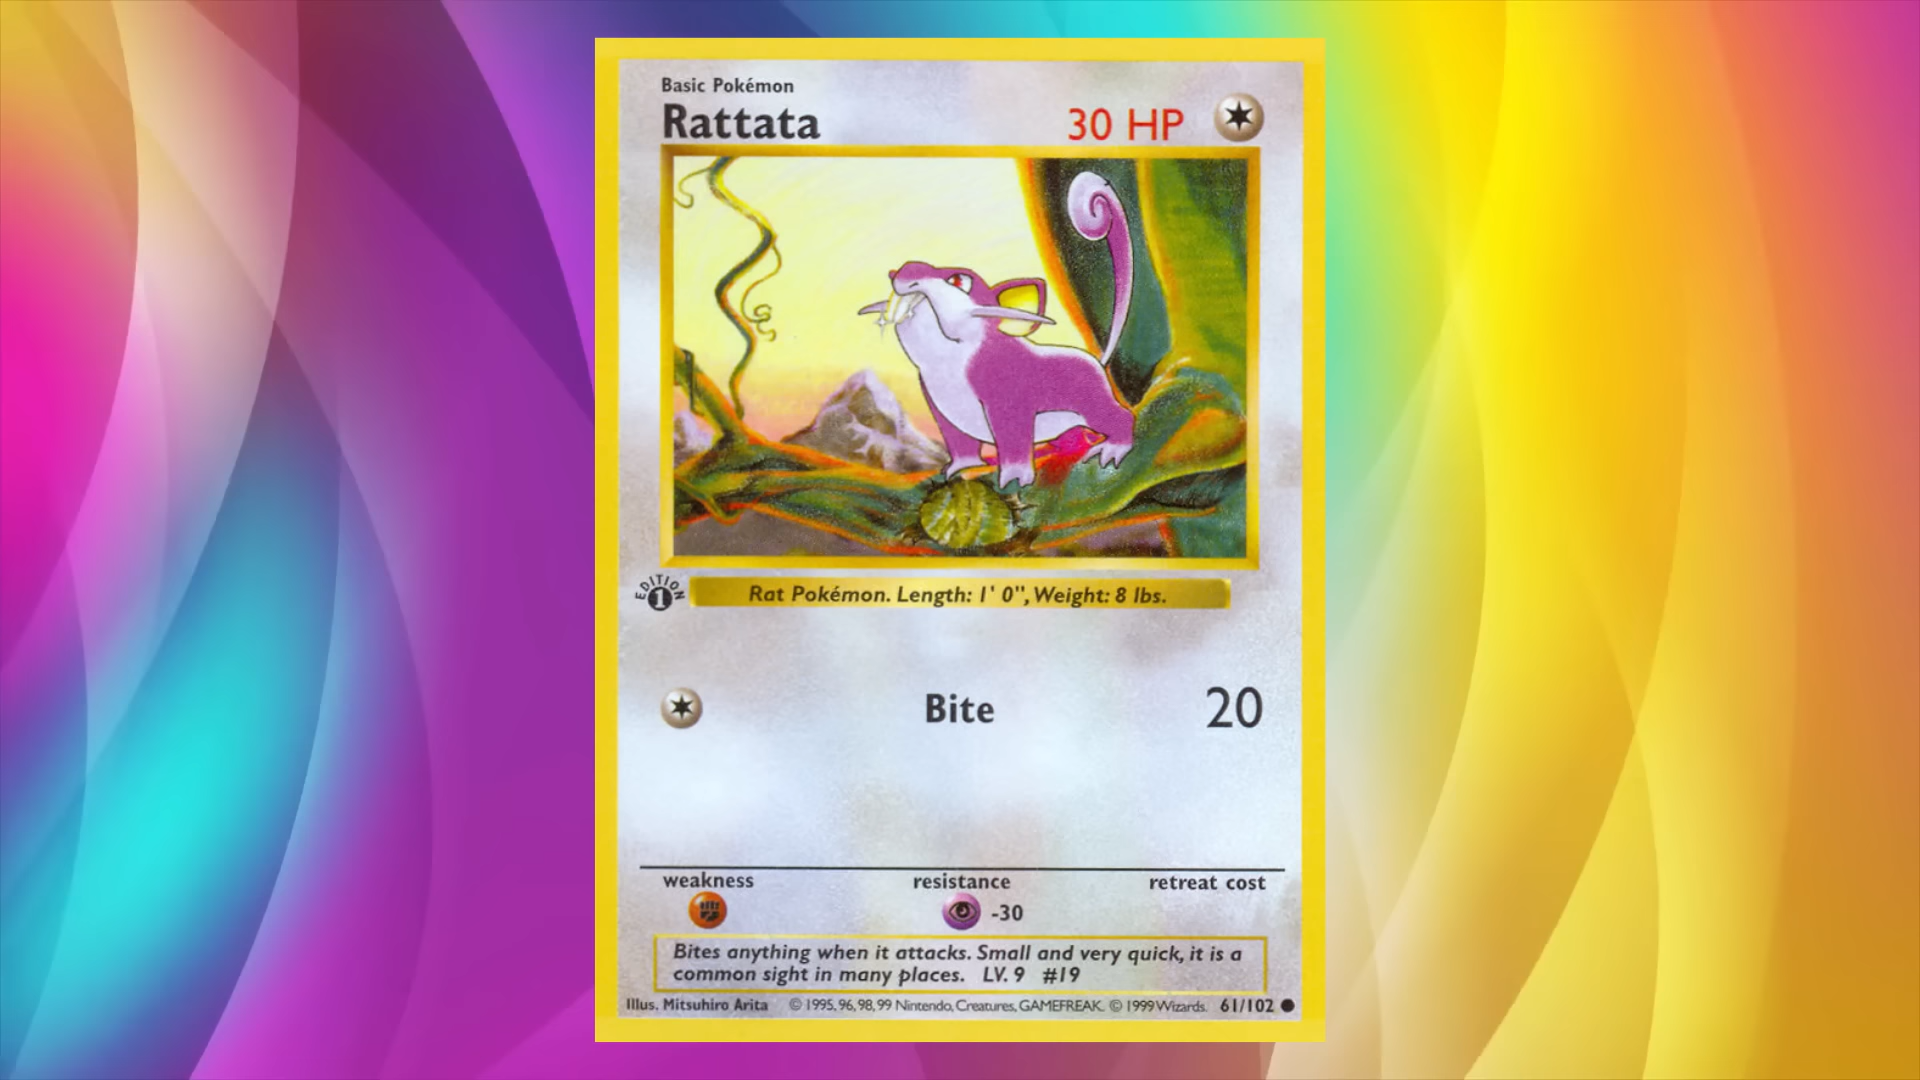 Basic Pokémon
Rattata
30 HP
EDITION
1
Rat Pokémon. Length: 1' 0", Weight: 8 lbs.
Bite
20
weakness
resistance
retreat cost
-30
Bites anything when it attacks. Small and very quick, it is a
common sight in many places. LV. 9 #19
Illus. Mitsuhiro Arita © 1995, 96, 98, 99 Nintendo, Creatures, GAMEFREAK. © 1999 Wizards. 61/102